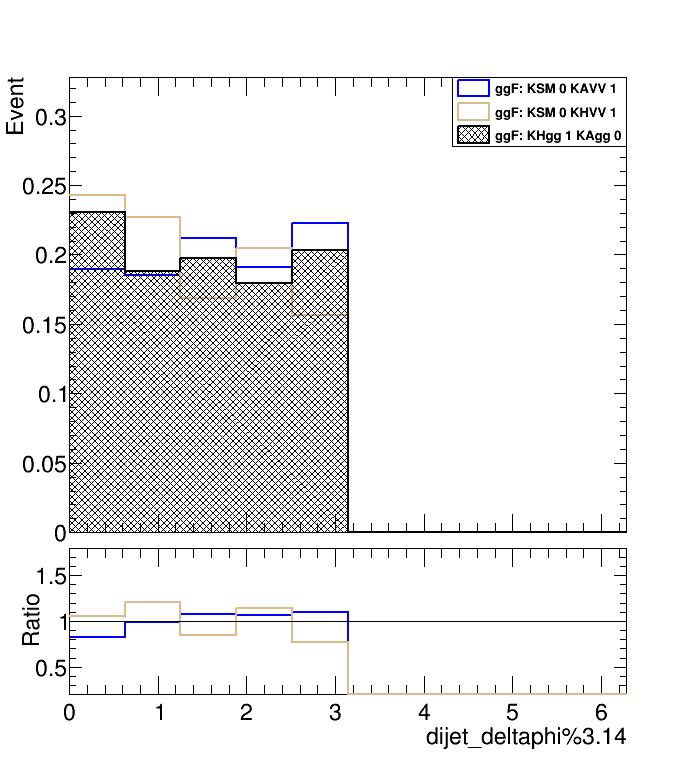 Event
0.3
0.25
0.2
0.15
0.1
0.05
0
ggF: KSM 0 KAVV 1
ggF: KSM 0 KHVV 1
ggF: KHgg 1 KAgg 0
Ratio
1.5
1
0.5
0 1 2 3 4 5 6
dijet_deltaphi%3.14